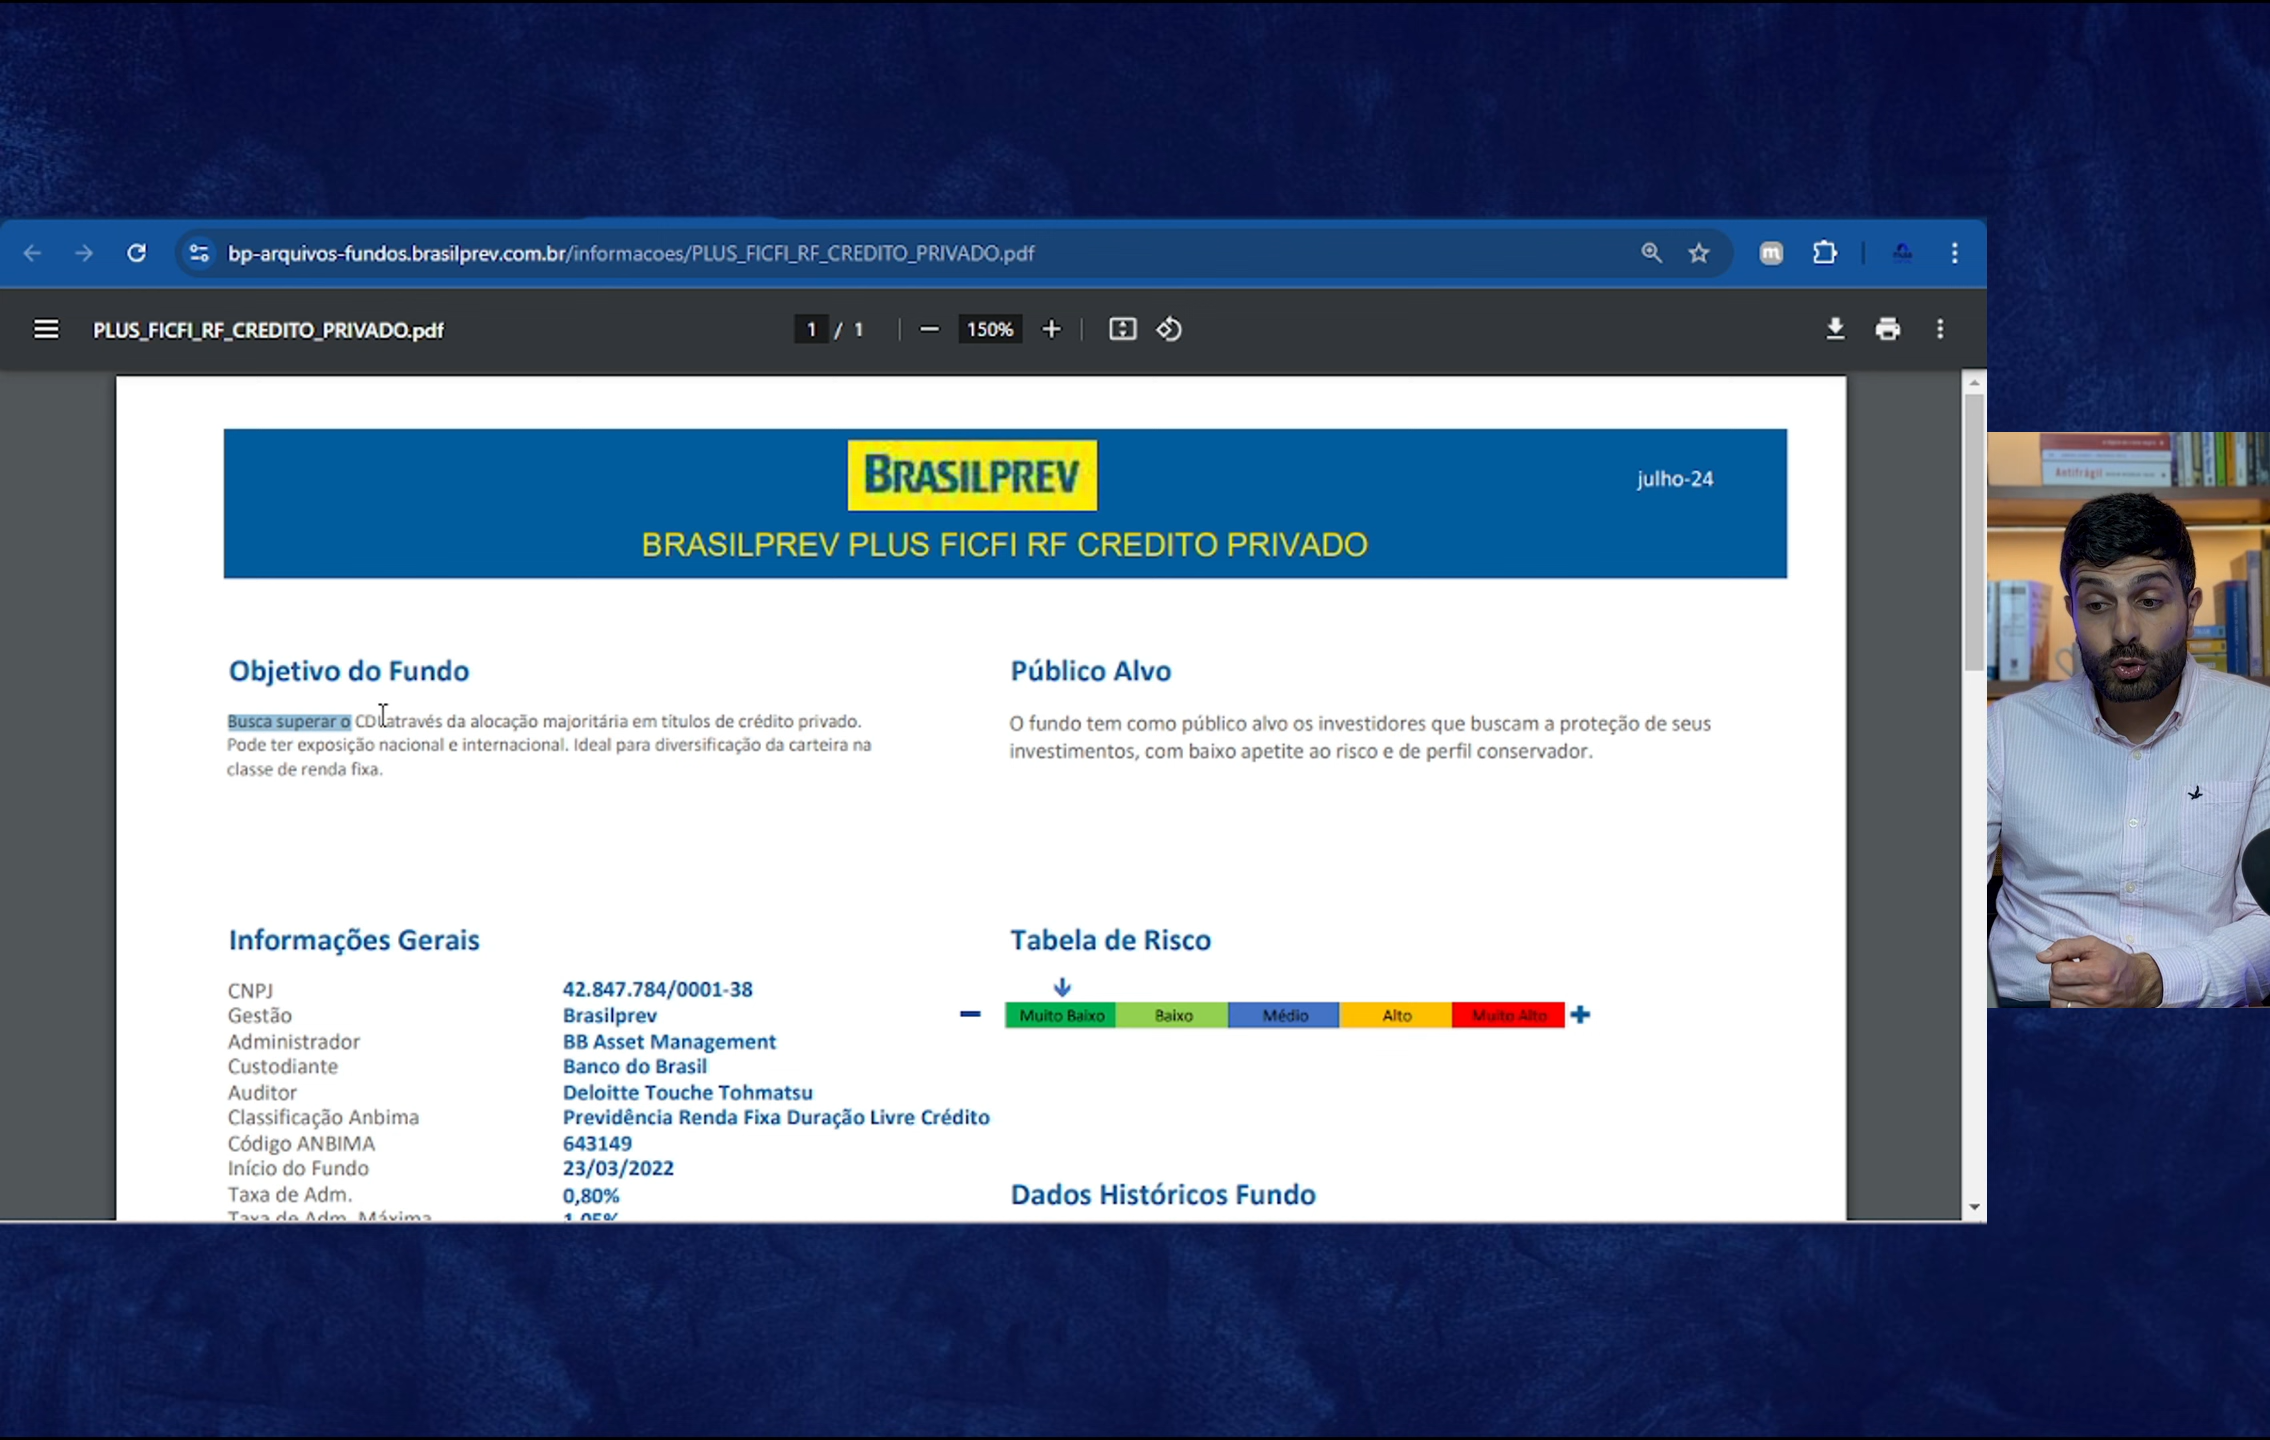 bp-arquivos-fundos.brasilprev.com.br/informacoes/PLUS_FICFI_RF_CREDITO_PRIVADO.pdf
PLUS_FICFI_RF_CREDITO_PRIVADO.pdf
1 / 1
150%
BRASILPREV
julho-24
BRASILPREV PLUS FICFI RF CREDITO PRIVADO
Antifrágil
Objetivo do Fundo
Busca superar o CDI através da alocação majoritária em títulos de crédito privado.
Pode ter exposição nacional e internacional. Ideal para diversificação da carteira na
classe de renda fixa.
Público Alvo
O fundo tem como público alvo os investidores que buscam a proteção de seus
investimentos, com baixo apetite ao risco e de perfil conservador.
Informações Gerais
CNPJ 42.847.784/0001-38
Gestão Brasilprev
Administrador BB Asset Management
Custodiante Banco do Brasil
Auditor Deloitte Touche Tohmatsu
Classificação Anbima Previdência Renda Fixa Duração Livre Crédito
Código ANBIMA 643149
Início do Fundo 23/03/2022
Taxa de Adm. 0,80%
Taxa de Adm. Máxima 1,05%
Tabela de Risco
Muito Baixo Baixo Médio Alto Muito Alto
Dados Históricos Fundo